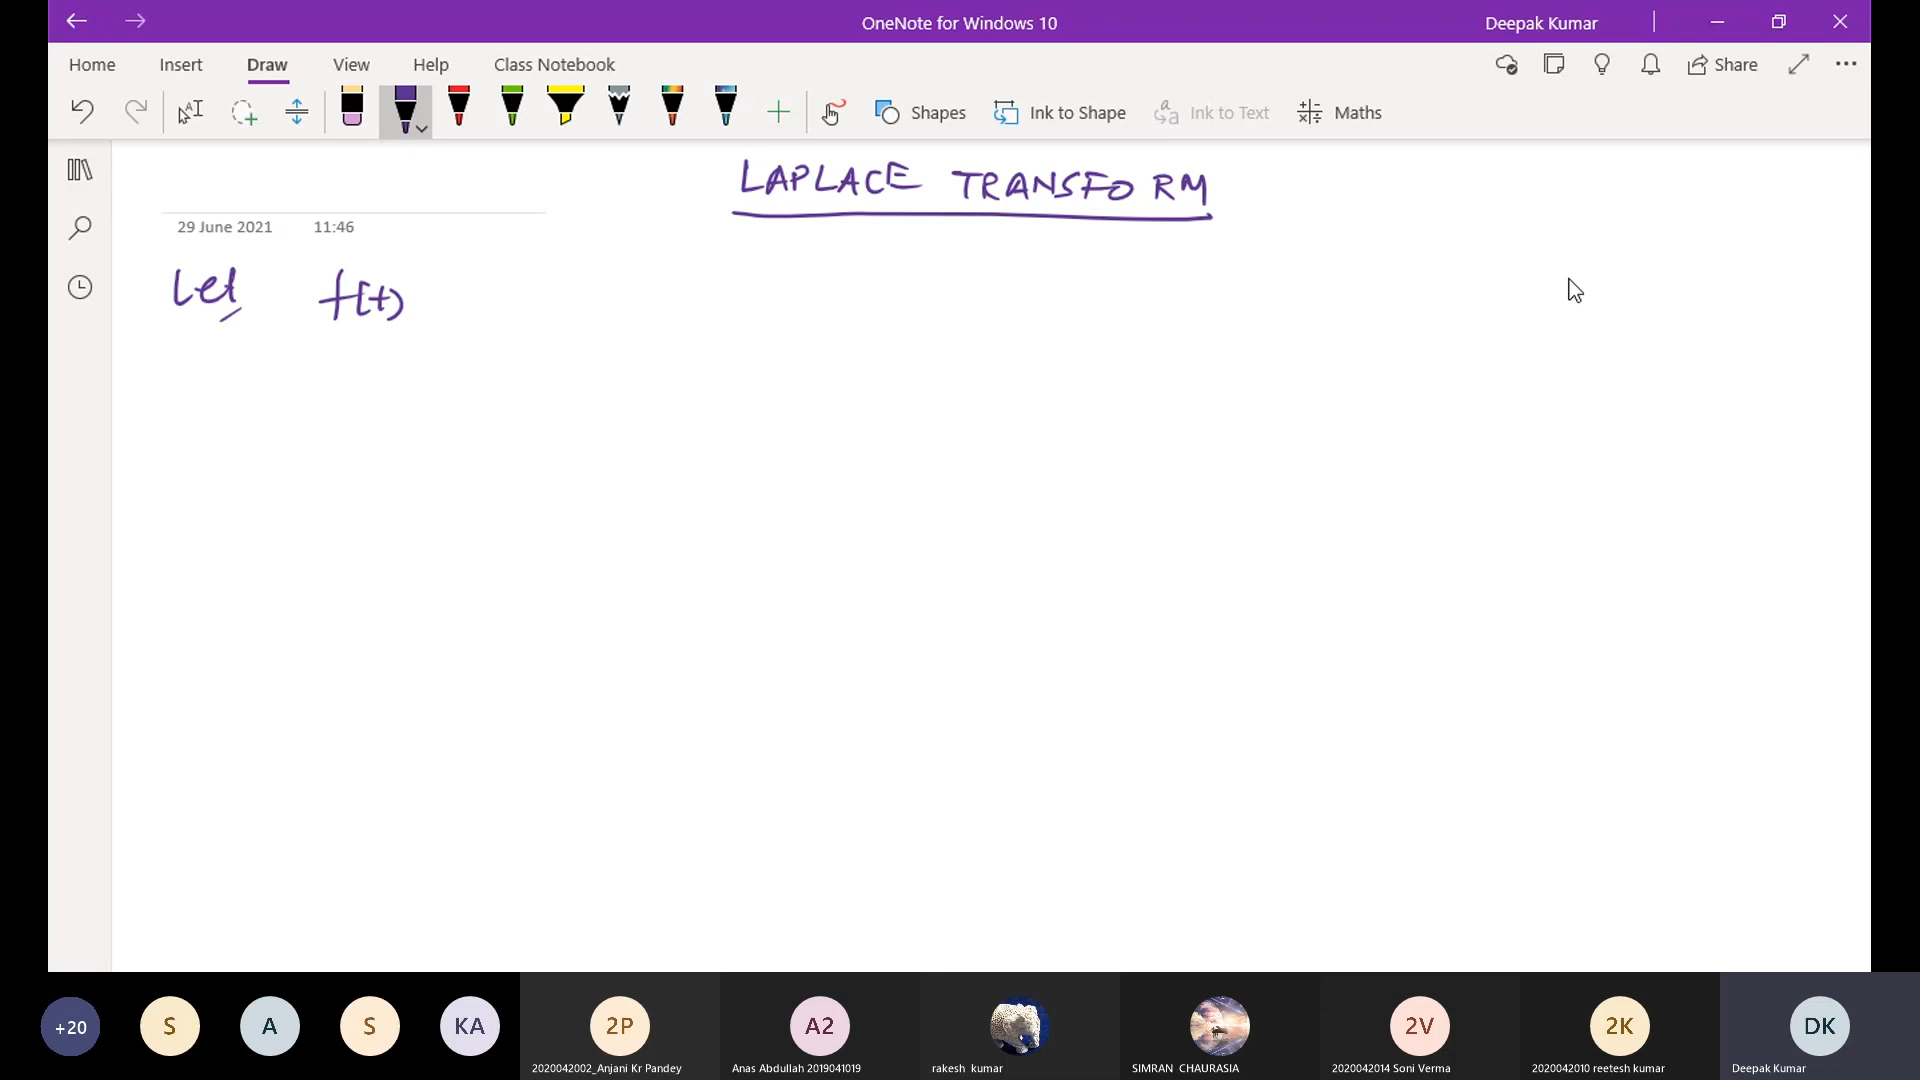 OneNote for Windows 10
Deepak Kumar
Home Insert Draw View Help Class Notebook
Share
Shapes Ink to Shape Ink to Text Maths
LAPLACE TRANSFORM
29 June 2021 11:46
Let f(t)
+20 S A S KA 2P A2 2V 2K DK
2020042002_Anjani Kr Pandey Anas Abdullah 2019041019 rakesh kumar SIMRAN CHAURASIA 2020042014 Soni Verma 2020042010 reetesh kumar Deepak Kumar